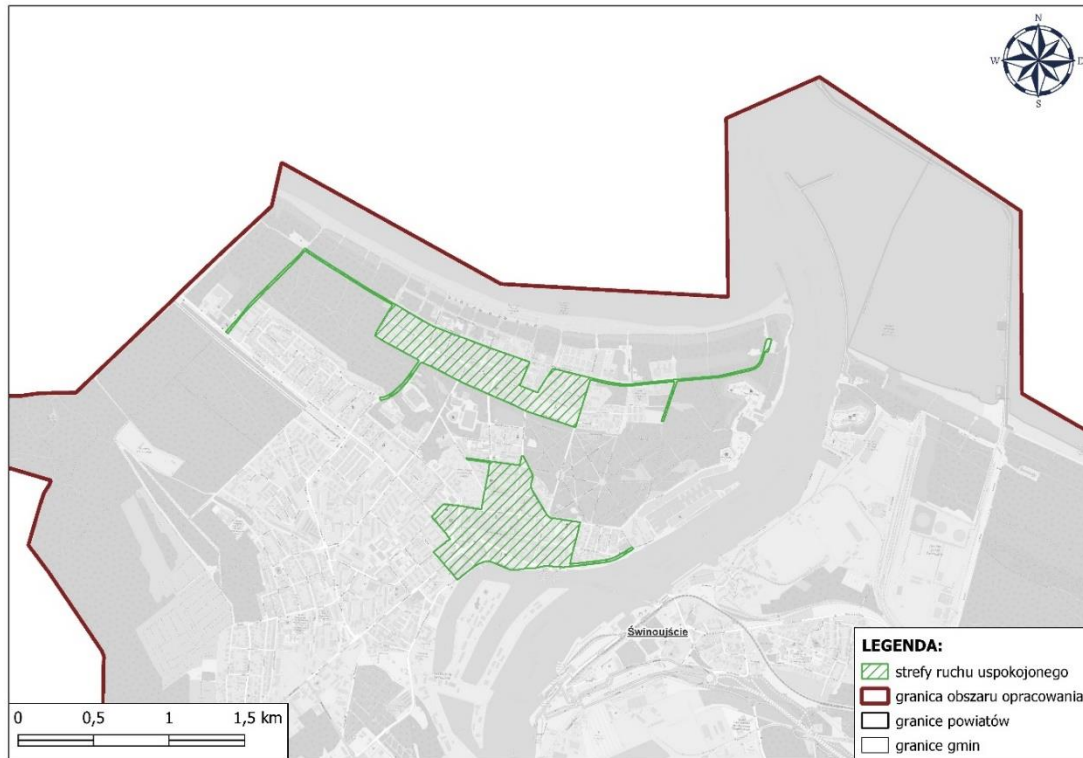 N
W
D
S
Świnoujście
LEGENDA:
strefy ruchu uspokojonego
granica obszaru opracowania
granice powiatów
granice gmin
0 0,5 1 1,5 km